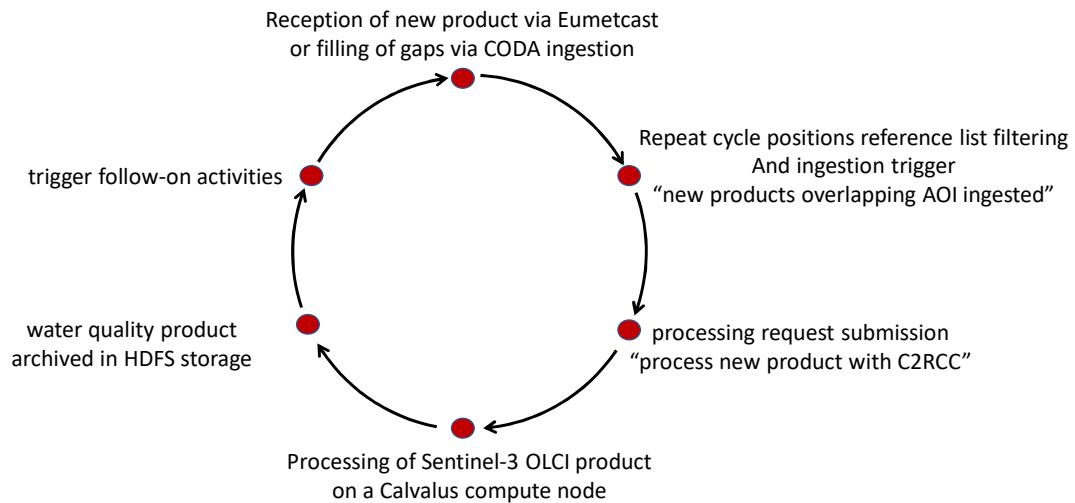 Reception of new product via Eumetcast
or filling of gaps via CODA ingestion
Repeat cycle positions reference list filtering
And ingestion trigger
“new products overlapping AOI ingested”
processing request submission
“process new product with C2RCC”
Processing of Sentinel-3 OLCI product
on a Calvalus compute node
water quality product
archived in HDFS storage
trigger follow-on activities